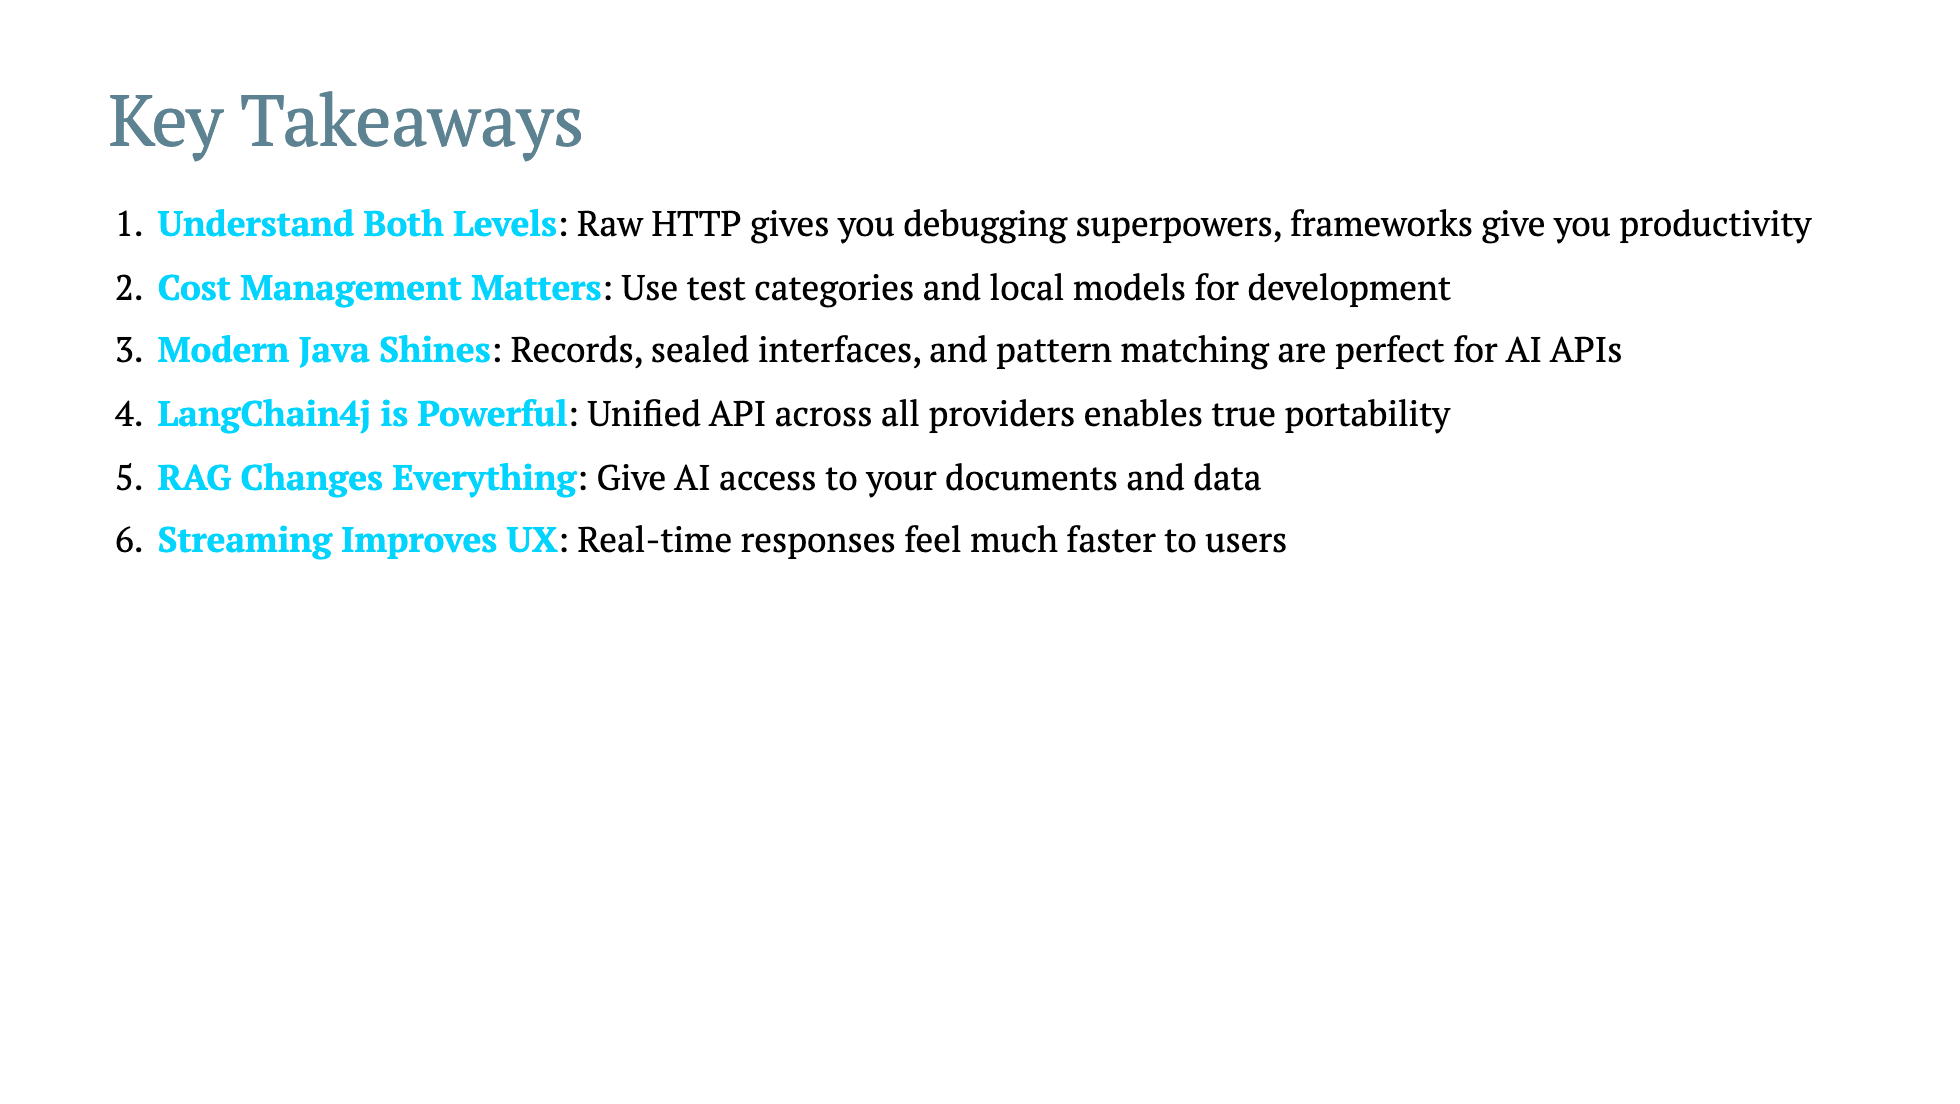 Key Takeaways
1. Understand Both Levels: Raw HTTP gives you debugging superpowers, frameworks give you productivity
2. Cost Management Matters: Use test categories and local models for development
3. Modern Java Shines: Records, sealed interfaces, and pattern matching are perfect for AI APIs
4. LangChain4j is Powerful: Unified API across all providers enables true portability
5. RAG Changes Everything: Give AI access to your documents and data
6. Streaming Improves UX: Real-time responses feel much faster to users